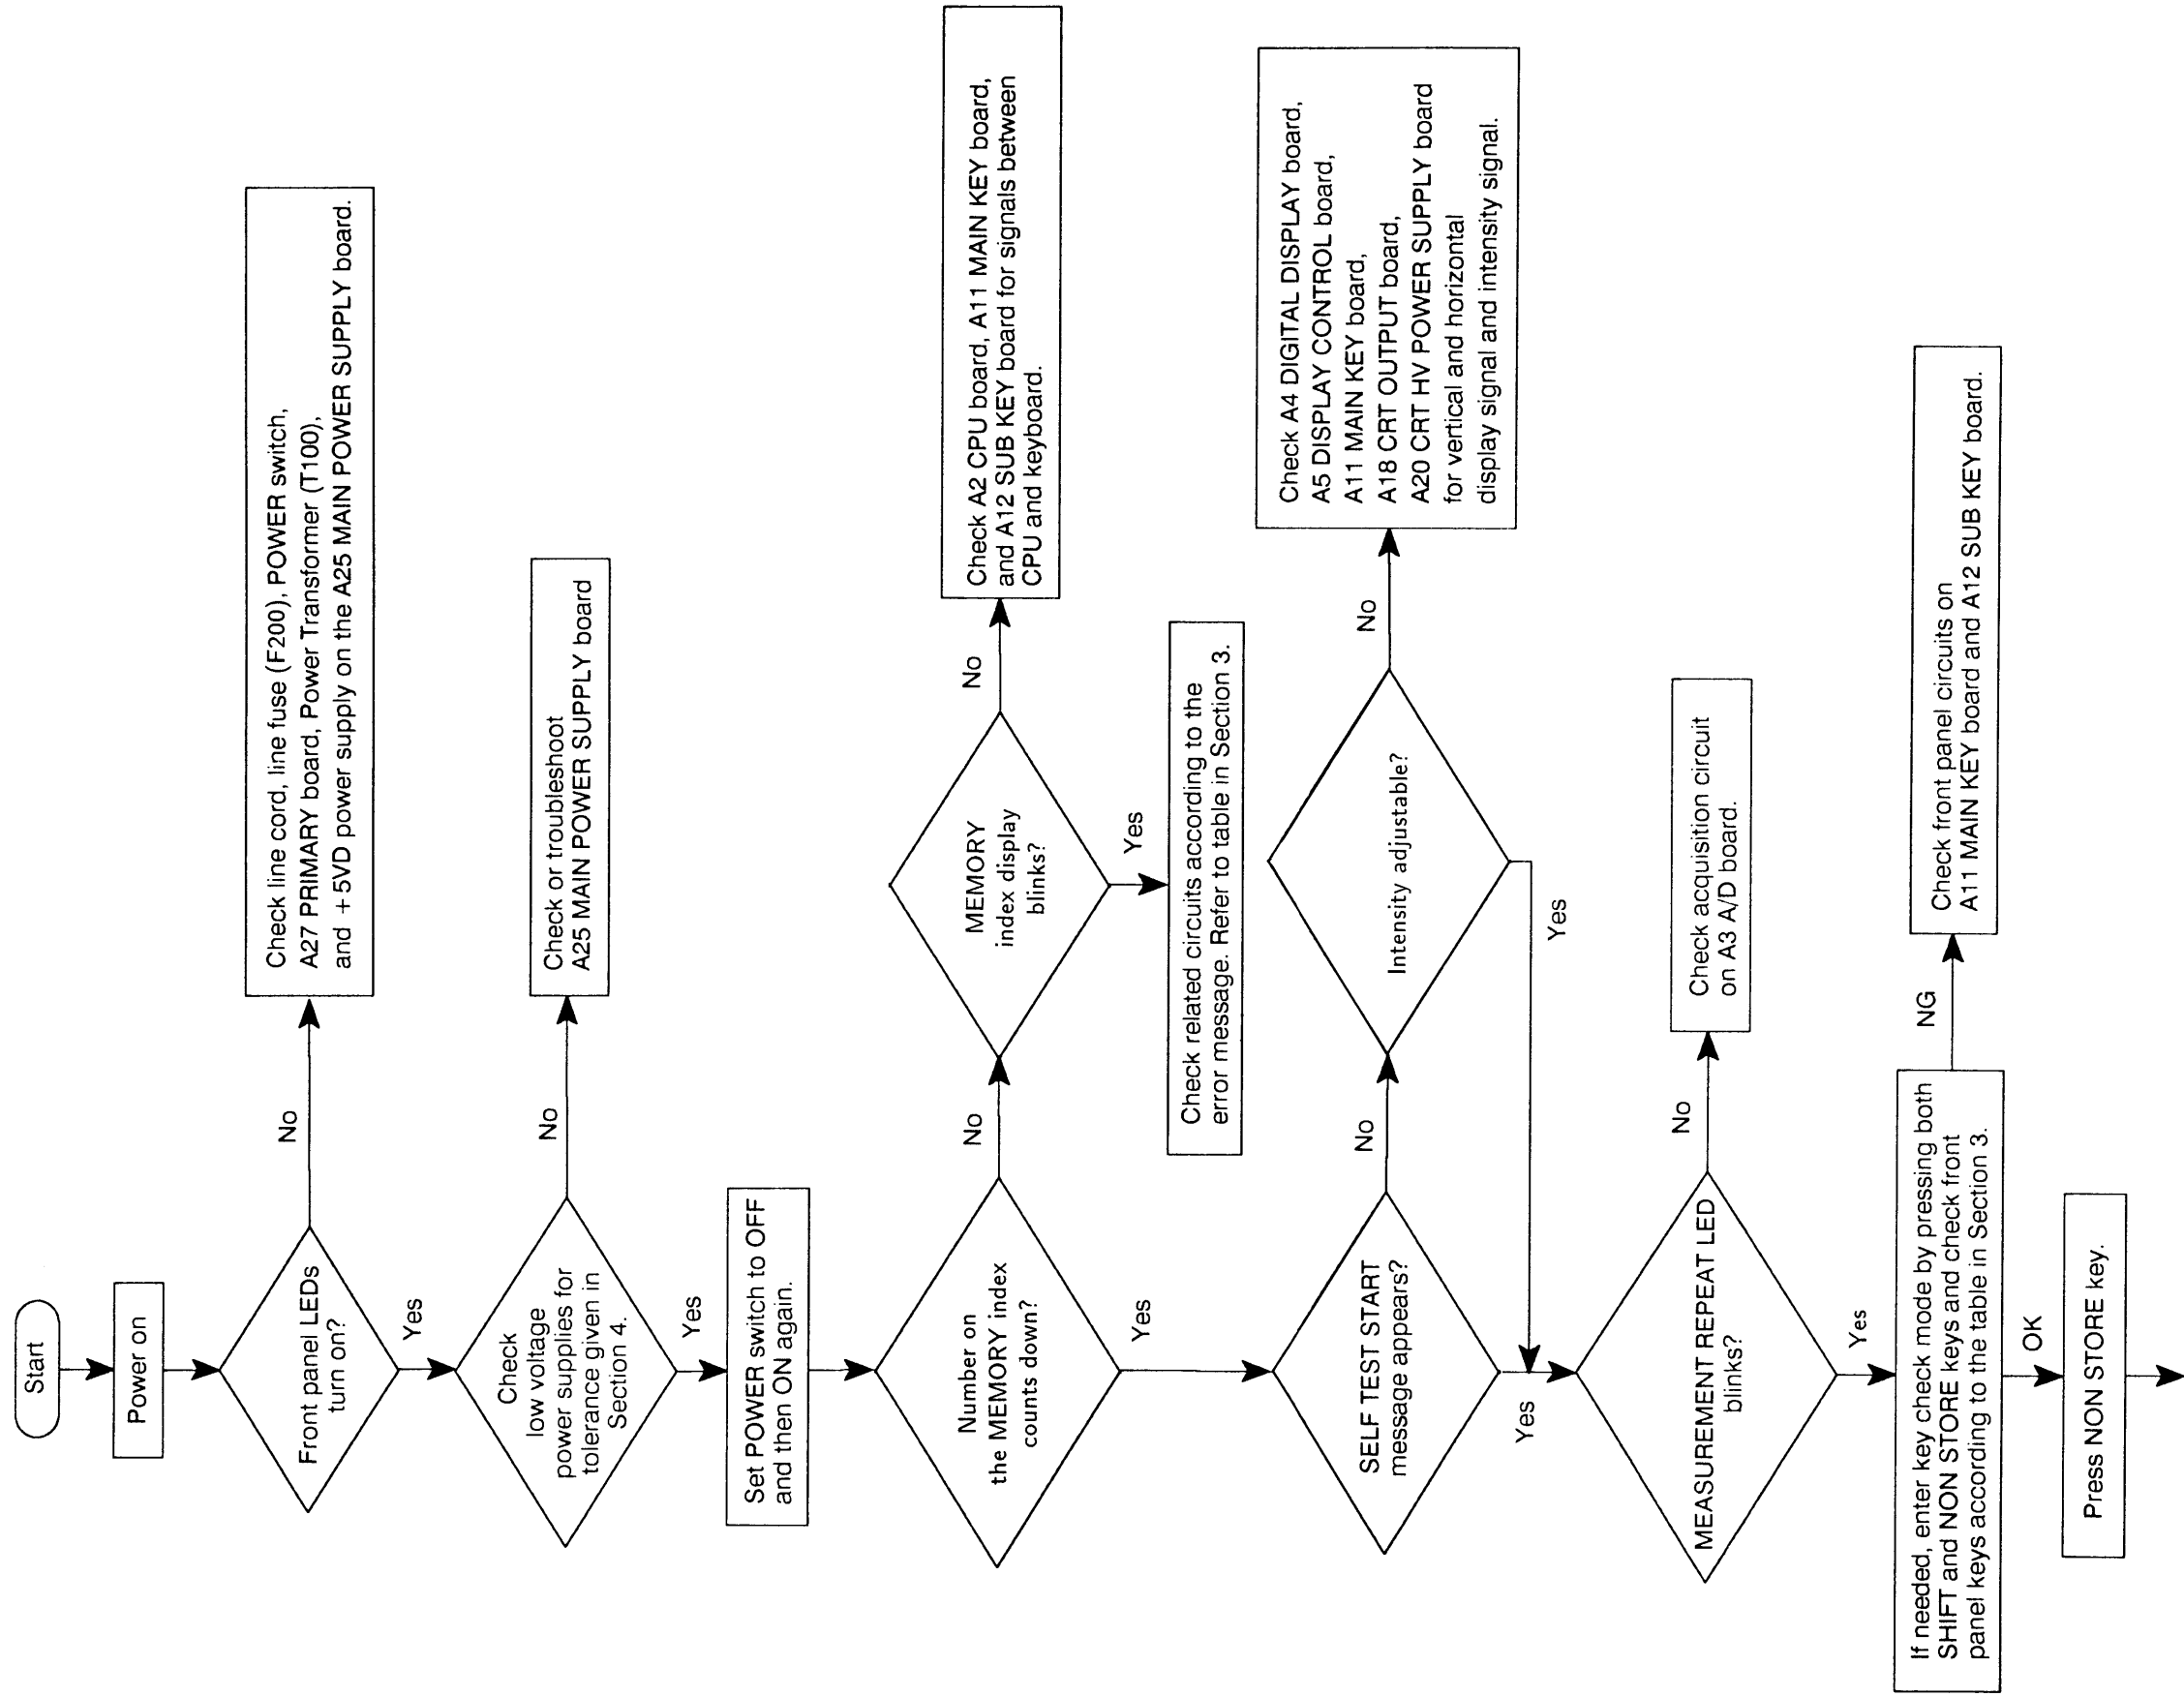 Start
Power on
Front panel LEDs
turn on?
No
Check line cord, line fuse (F200), POWER switch,
A27 PRIMARY board, Power Transformer (T100),
and +5VD power supply on the A25 MAIN POWER SUPPLY board.
Yes
Check
low voltage
power supplies for
tolerance given in
Section 4.
No
Check or troubleshoot
A25 MAIN POWER SUPPLY board
Yes
Set POWER switch to OFF
and then ON again.
Number on
the MEMORY index
counts down?
No
MEMORY
index display
blinks?
No
Check A2 CPU board, A11 MAIN KEY board,
and A12 SUB KEY board for signals between
CPU and keyboard.
Yes
Check related circuits according to the
error message. Refer to table in Section 3.
Yes
SELF TEST START
message appears?
No
Intensity adjustable?
No
Check A4 DIGITAL DISPLAY board,
A5 DISPLAY CONTROL board,
A11 MAIN KEY board,
A18 CRT OUTPUT board,
A20 CRT HV POWER SUPPLY board
for vertical and horizontal
display signal and intensity signal.
Yes
Yes
MEASUREMENT REPEAT LED
blinks?
No
Check acquisition circuit
on A3 A/D board.
Yes
If needed, enter key check mode by pressing both
SHIFT and NON STORE keys and check front
panel keys according to the table in Section 3.
NG
Check front panel circuits on
A11 MAIN KEY board and A12 SUB KEY board.
OK
Press NON STORE key.